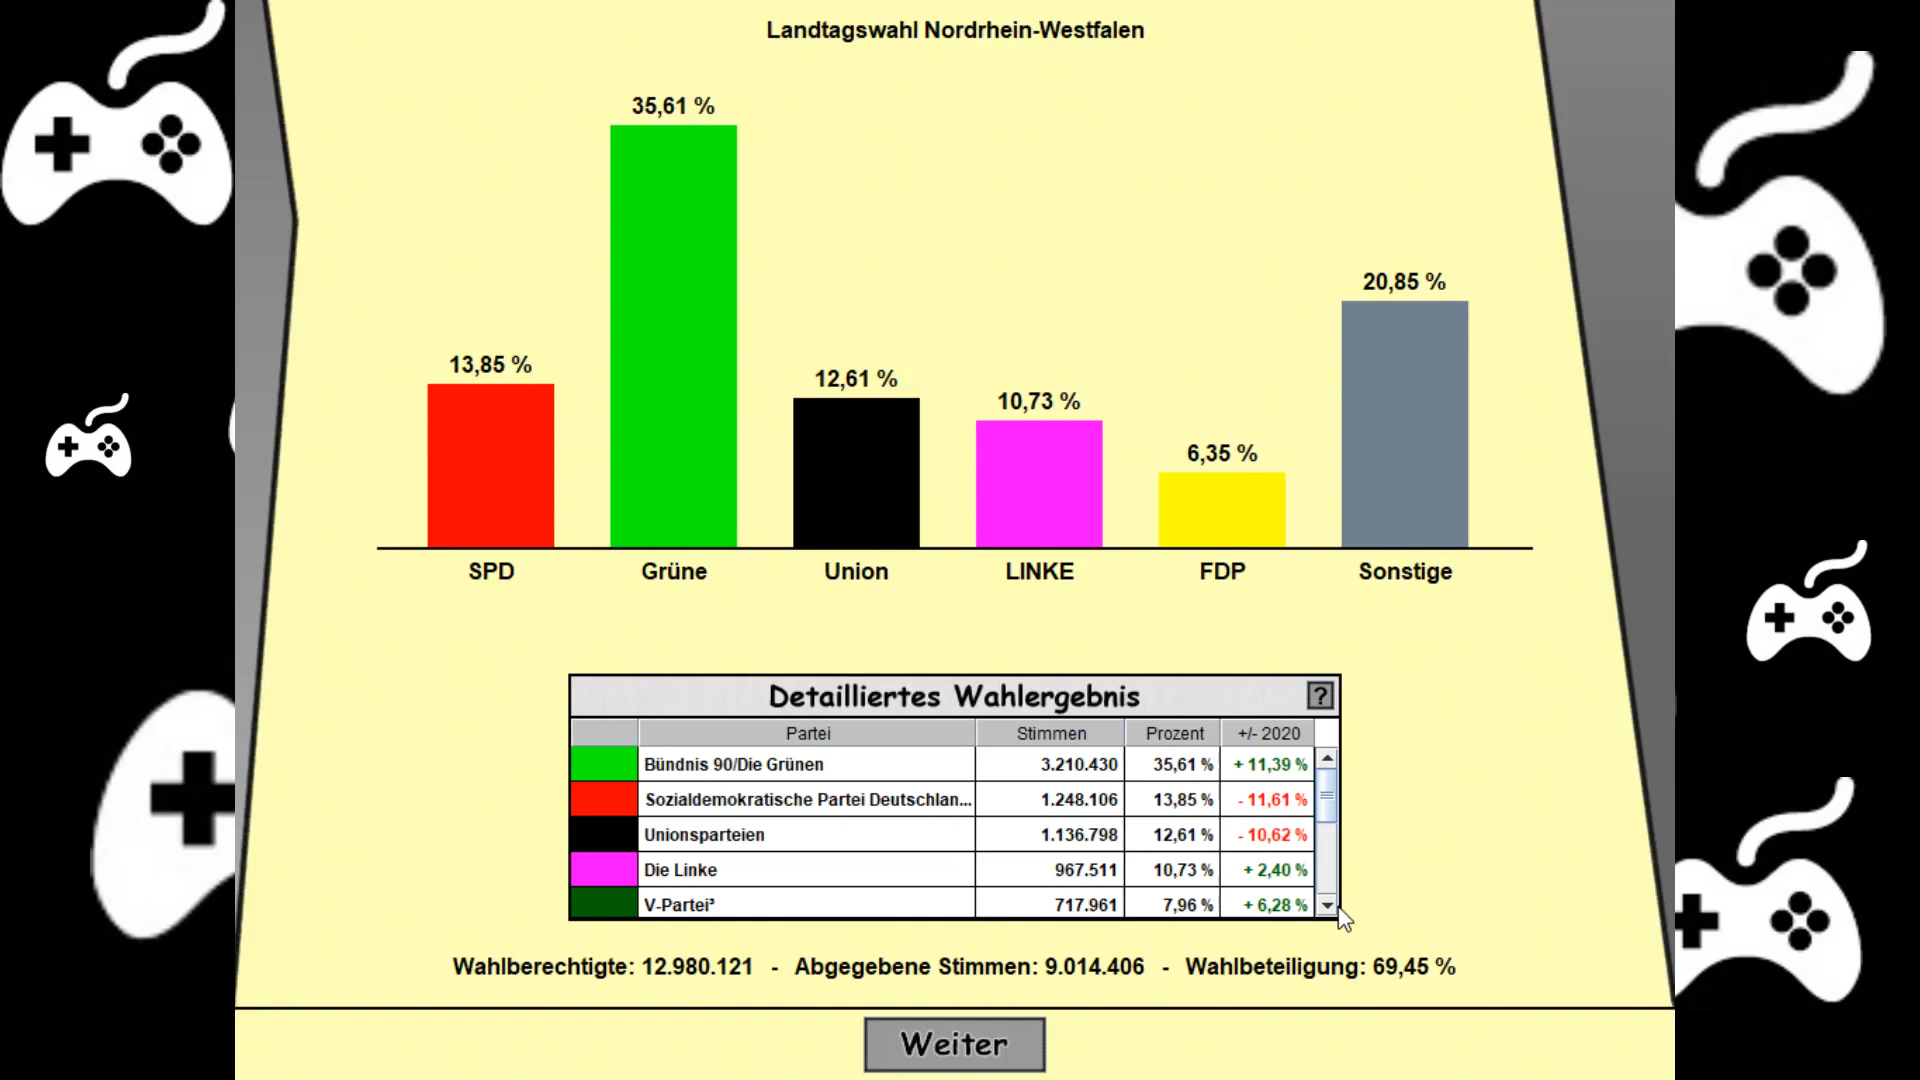 Landtagswahl Nordrhein-Westfalen
35,61 %
20,85 %
13,85 %
12,61 %
10,73 %
6,35 %
SPD Grüne Union LINKE FDP Sonstige
Detailliertes Wahlergebnis ?
Partei Stimmen Prozent +/- 2020
Bündnis 90/Die Grünen 3.210.430 35,61 % + 11,39 %
Sozialdemokratische Partei Deutschlan... 1.248.106 13,85 % - 11,61 %
Unionsparteien 1.136.798 12,61 % - 10,62 %
Die Linke 967.511 10,73 % + 2,40 %
V-Partei³ 717.961 7,96 % + 6,28 %
Wahlberechtigte: 12.980.121 - Abgegebene Stimmen: 9.014.406 - Wahlbeteiligung: 69,45 %
Weiter